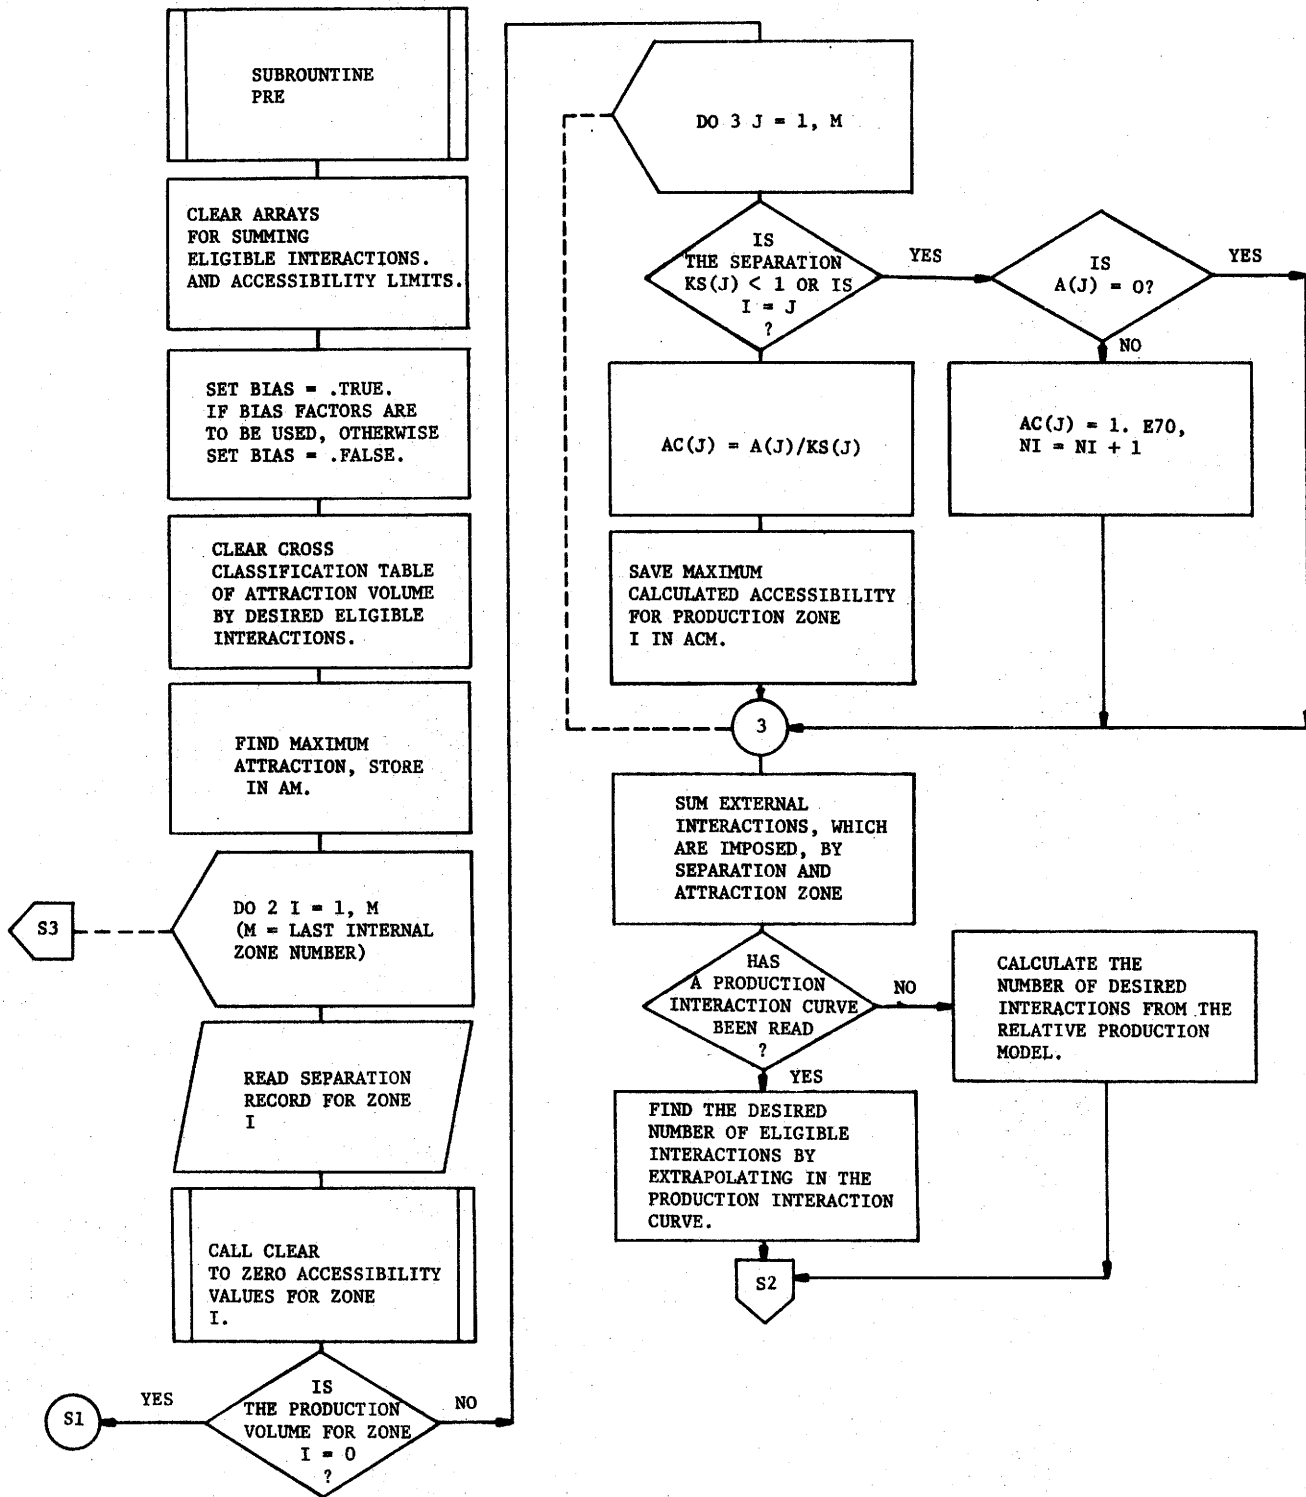 SUBROUNTINE
PRE
CLEAR ARRAYS
FOR SUMMING
ELIGIBLE INTERACTIONS.
AND ACCESSIBILITY LIMITS.
SET BIAS = .TRUE.
IF BIAS FACTORS ARE
TO BE USED, OTHERWISE
SET BIAS = .FALSE.
CLEAR CROSS
CLASSIFICATION TABLE
OF ATTRACTION VOLUME
BY DESIRED ELIGIBLE
INTERACTIONS.
FIND MAXIMUM
ATTRACTION, STORE
IN AM.
S3
DO 2 I = 1, M
(M = LAST INTERNAL
ZONE NUMBER)
READ SEPARATION
RECORD FOR ZONE
I
CALL CLEAR
TO ZERO ACCESSIBILITY
VALUES FOR ZONE
I.
IS
THE PRODUCTION
VOLUME FOR ZONE
I = 0
?
YES
S1
NO
DO 3 J = 1, M
IS
THE SEPARATION
KS(J) < 1 OR IS
I = J
?
YES
IS
A(J) = 0?
YES
NO
AC(J) = A(J)/KS(J)
AC(J) = 1. E70,
NI = NI + 1
SAVE MAXIMUM
CALCULATED ACCESSIBILITY
FOR PRODUCTION ZONE
I IN ACM.
3
SUM EXTERNAL
INTERACTIONS, WHICH
ARE IMPOSED, BY
SEPARATION AND
ATTRACTION ZONE
HAS
A PRODUCTION
INTERACTION CURVE
BEEN READ
?
NO
CALCULATE THE
NUMBER OF DESIRED
INTERACTIONS FROM THE
RELATIVE PRODUCTION
MODEL.
YES
FIND THE DESIRED
NUMBER OF ELIGIBLE
INTERACTIONS BY
EXTRAPOLATING IN THE
PRODUCTION INTERACTION
CURVE.
S2